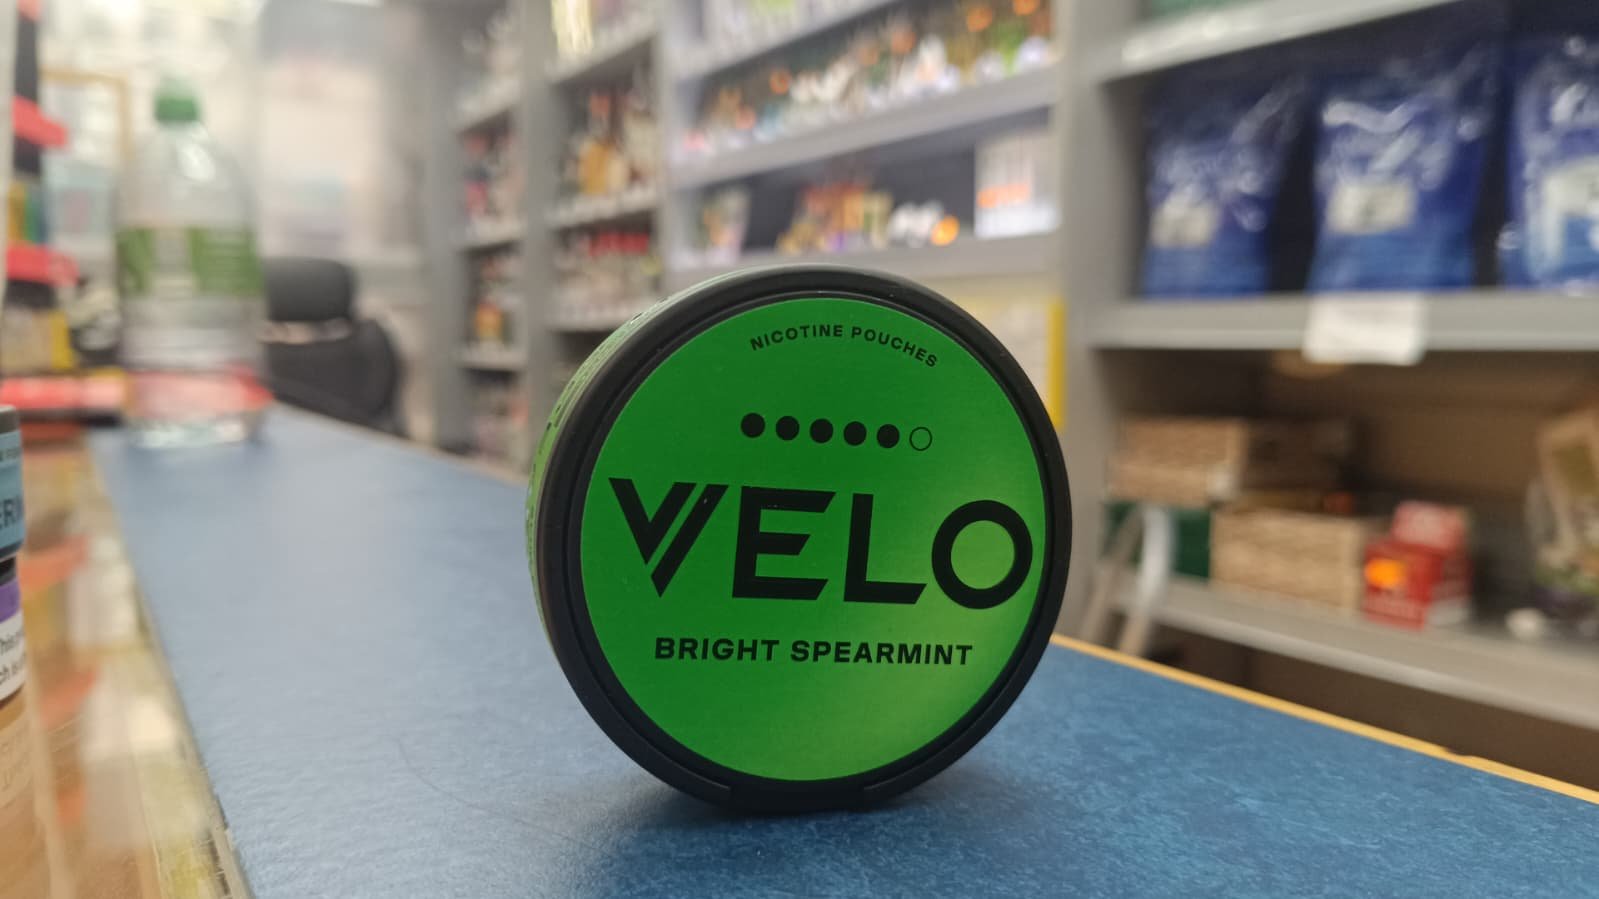 NICOTINE POUCHES
VELO
BRIGHT SPEARMINT